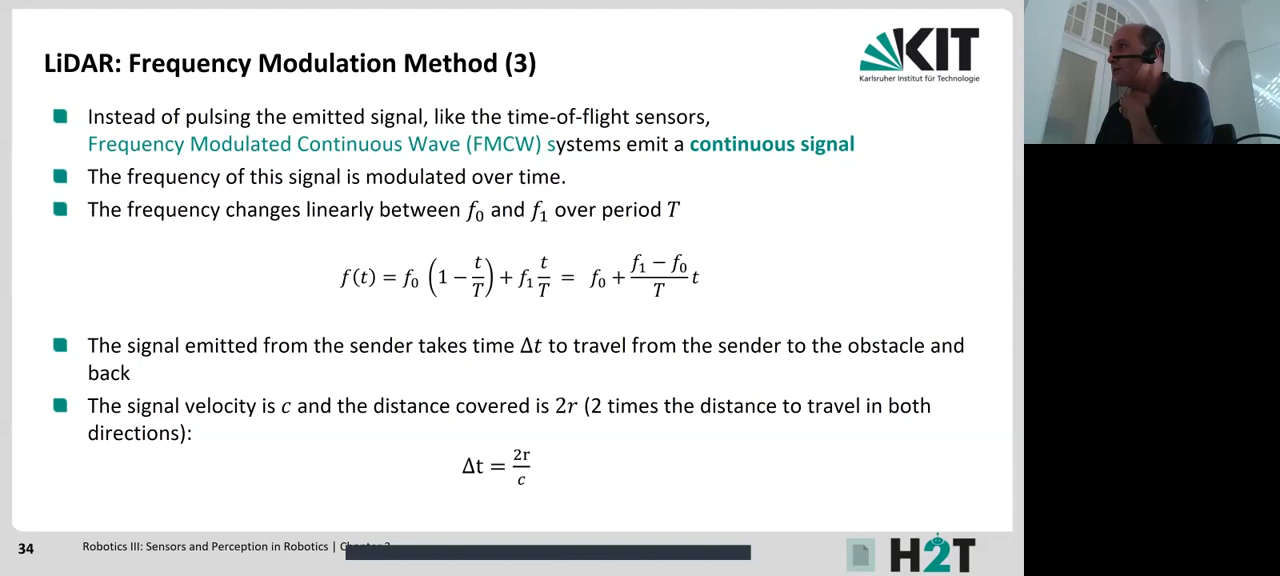 LiDAR: Frequency Modulation Method (3)
KIT
Karlsruher Institut für Technologie
Instead of pulsing the emitted signal, like the time-of-flight sensors,
Frequency Modulated Continuous Wave (FMCW) systems emit a continuous signal
The frequency of this signal is modulated over time.
The frequency changes linearly between f₀ and f₁ over period T
f(t) = f₀ (1 − t/T) + f₁ t/T = f₀ + (f₁ − f₀)/T t
The signal emitted from the sender takes time Δt to travel from the sender to the obstacle and
back
The signal velocity is c and the distance covered is 2r (2 times the distance to travel in both
directions):
Δt = 2r/c
34
Robotics III: Sensors and Perception in Robotics |
H2T